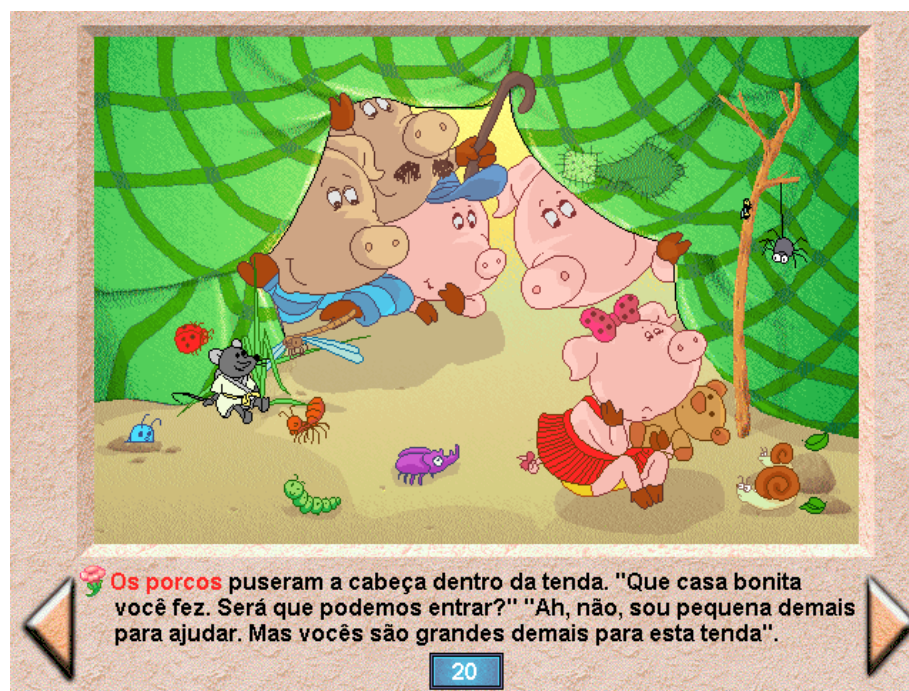 Os porcos puseram a cabeça dentro da tenda. "Que casa bonita
você fez. Será que podemos entrar?" "Ah, não, sou pequena demais
para ajudar. Mas vocês são grandes demais para esta tenda".
20